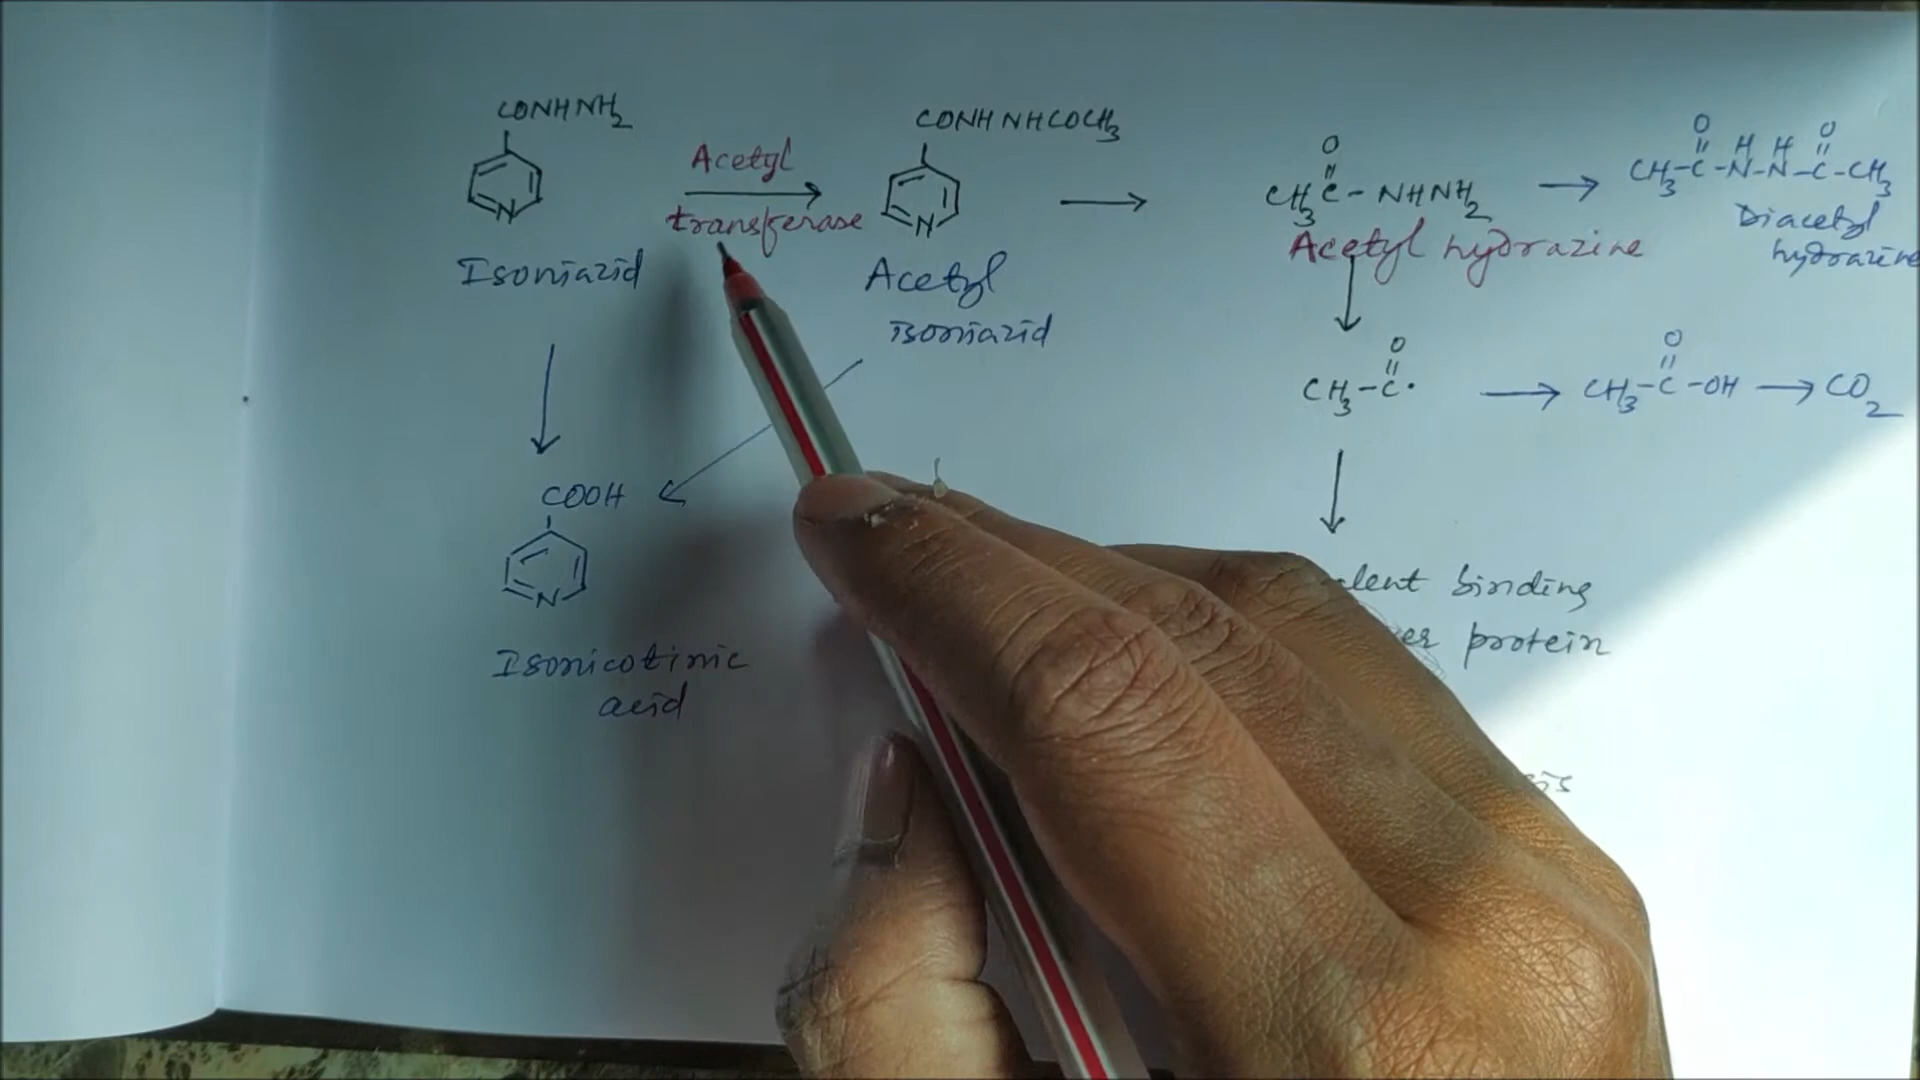 CONHNH2
N
Isoniazid
Acetyl
transferase
CONHNHCOCH3
N
Acetyl
isoniazid
O
CH3 C - NHNH2
Acetyl hydrazine
O H H O
CH3-C-N-N-C-CH3
Diacetyl
hydrazine
O
CH3-C•
O
CH3-C-OH
CO2
COOH
N
Isonicotinic
acid
binding
protein